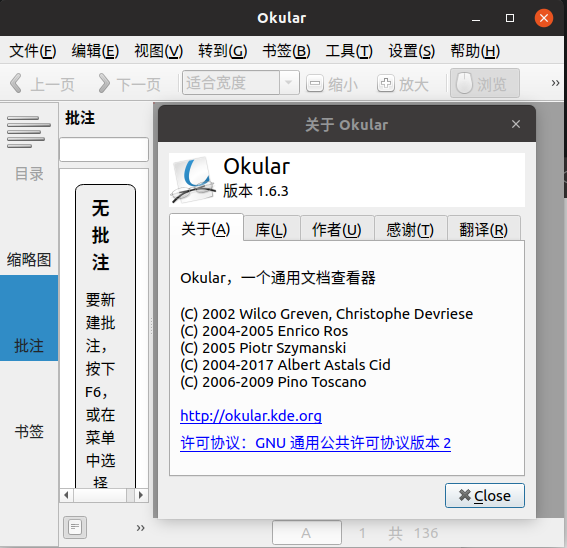 Okular
文件(F) 编辑(E) 视图(V) 转到(G) 书签(B) 工具(T) 设置(S) 帮助(H)
上一页 下一页 适合宽度 缩小 放大 浏览 »
目录
缩略图
批注
书签
批注
无
批
注
要新
建批
注，
按下
F6，
或在
菜单
中选
择
»
关于 Okular
Okular
版本 1.6.3
关于(A) 库(L) 作者(U) 感谢(T) 翻译(R)
Okular，一个通用文档查看器
(C) 2002 Wilco Greven, Christophe Devriese
(C) 2004-2005 Enrico Ros
(C) 2005 Piotr Szymanski
(C) 2004-2017 Albert Astals Cid
(C) 2006-2009 Pino Toscano
http://okular.kde.org
许可协议：GNU 通用公共许可协议版本 2
Close
A 1 共 136